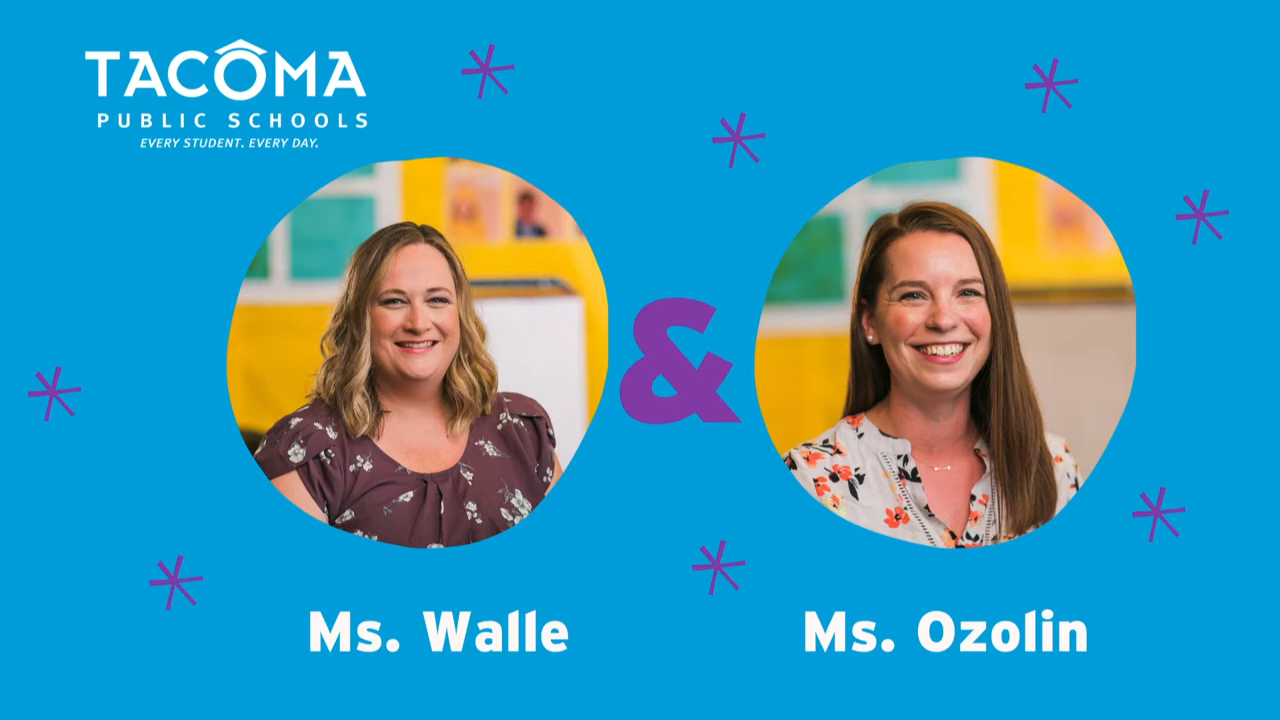 TACOMA
PUBLIC SCHOOLS
EVERY STUDENT. EVERY DAY.
&
Ms. Walle
Ms. Ozolin